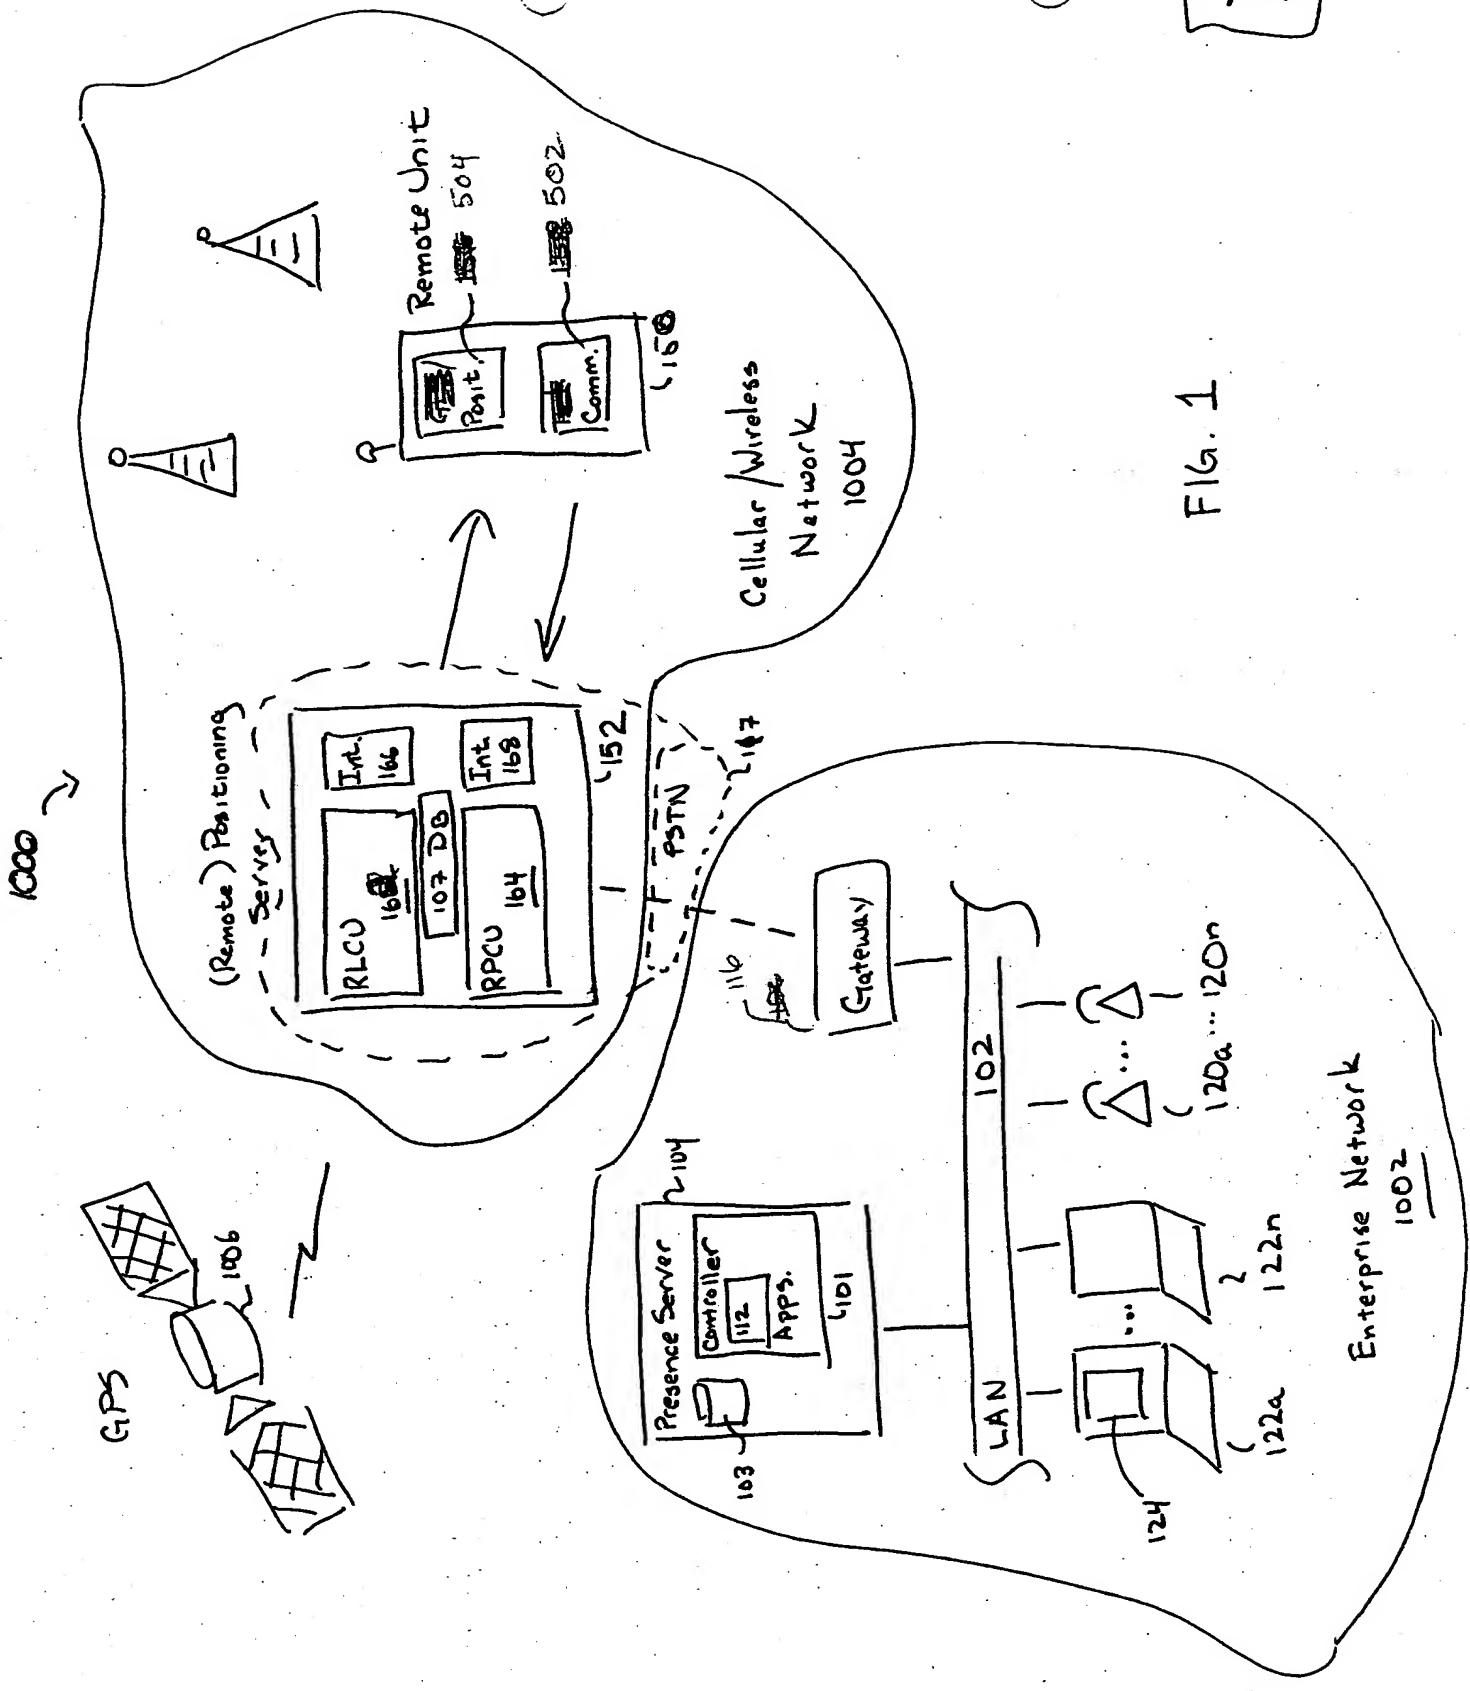 1000
GPS
1006
(Remote) Positioning
Server
RLCU
107 DB
RPCU
164
Int.
166
Int.
168
152
Remote Unit
504
502
Posit.
Comm.
Cellular/Wireless
Network
1004
PSTN
116
Gateway
Presence Server
104
Controller
112
Apps.
101
103
LAN
102
124
122a
...
122n
...
120a...120n
Enterprise Network
1002
FIG. 1